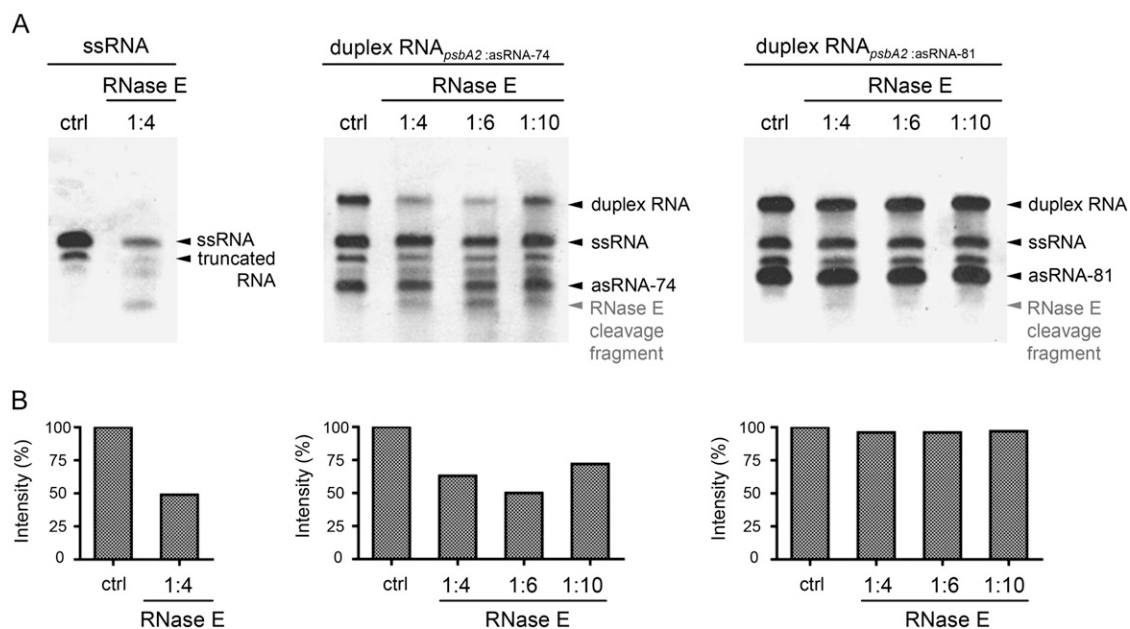 A
ssRNA
RNase E
ctrl 1:4
ssRNA
truncated
RNA
duplex RNA psbA2 :asRNA-74
RNase E
ctrl 1:4 1:6 1:10
duplex RNA
ssRNA
asRNA-74
RNase E
cleavage
fragment
duplex RNA psbA2 :asRNA-81
RNase E
ctrl 1:4 1:6 1:10
duplex RNA
ssRNA
asRNA-81
RNase E
cleavage
fragment
B
Intensity (%)
100
75
50
25
0
ctrl 1:4
RNase E
Intensity (%)
100
75
50
25
0
ctrl 1:4 1:6 1:10
RNase E
Intensity (%)
100
75
50
25
0
ctrl 1:4 1:6 1:10
RNase E